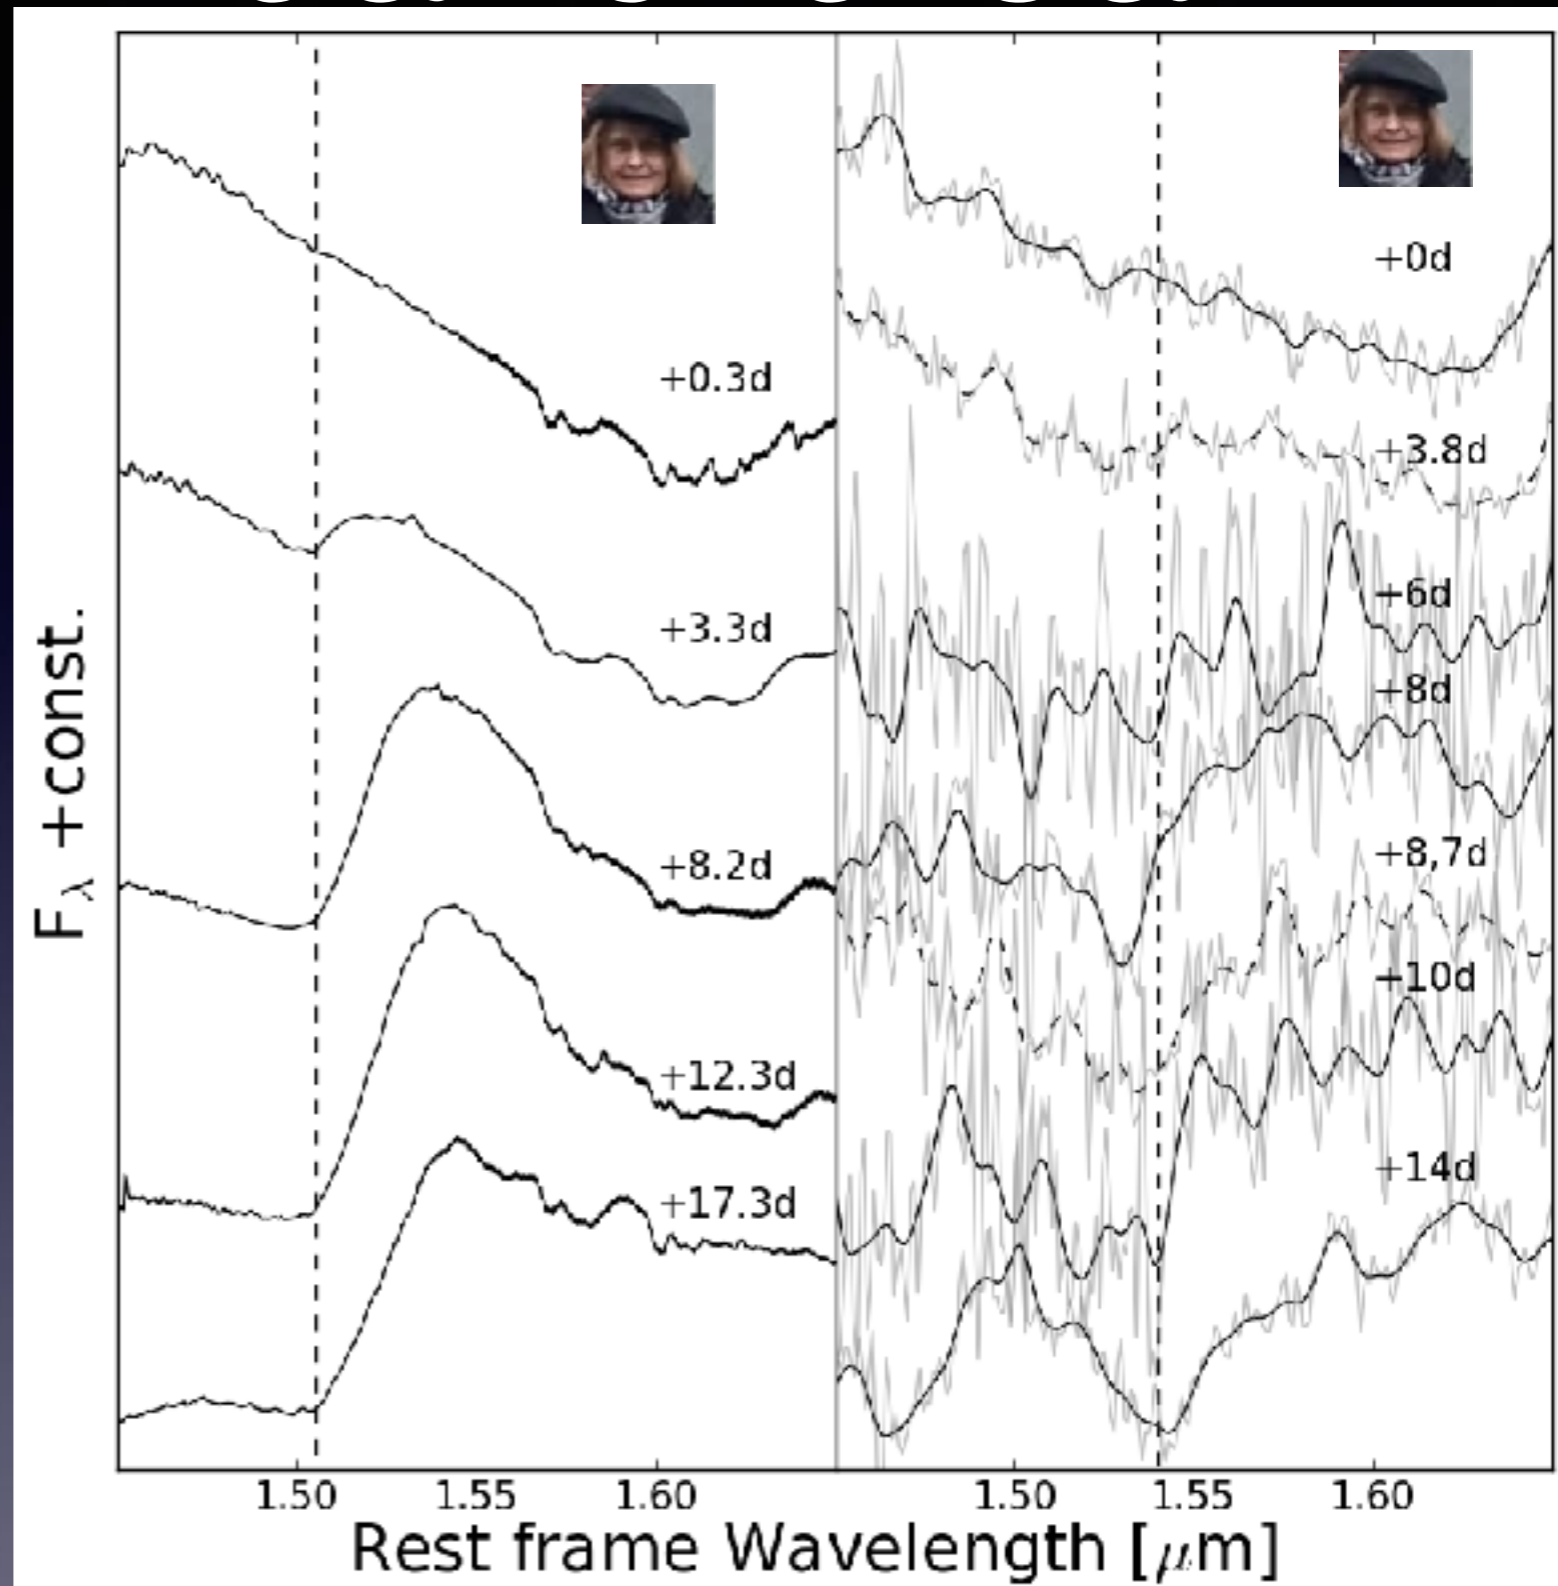 +0d
+0.3d
+3.8d
+3.3d
+6d
+8d
+8.2d
+8,7d
+10d
+12.3d
+14d
+17.3d
F λ +const.
1.50 1.55 1.60 1.50 1.55 1.60
Rest frame Wavelength [μm]